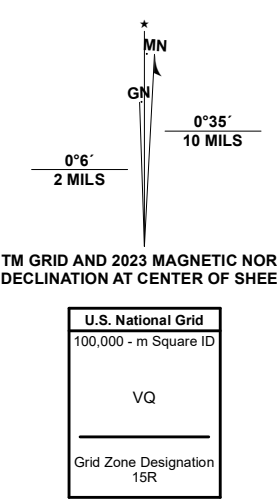 MN
GN
0°35´
10 MILS
0°6´
2 MILS
TM GRID AND 2023 MAGNETIC NOR
DECLINATION AT CENTER OF SHEE
U.S. National Grid
100,000 - m Square ID
VQ
Grid Zone Designation
15R